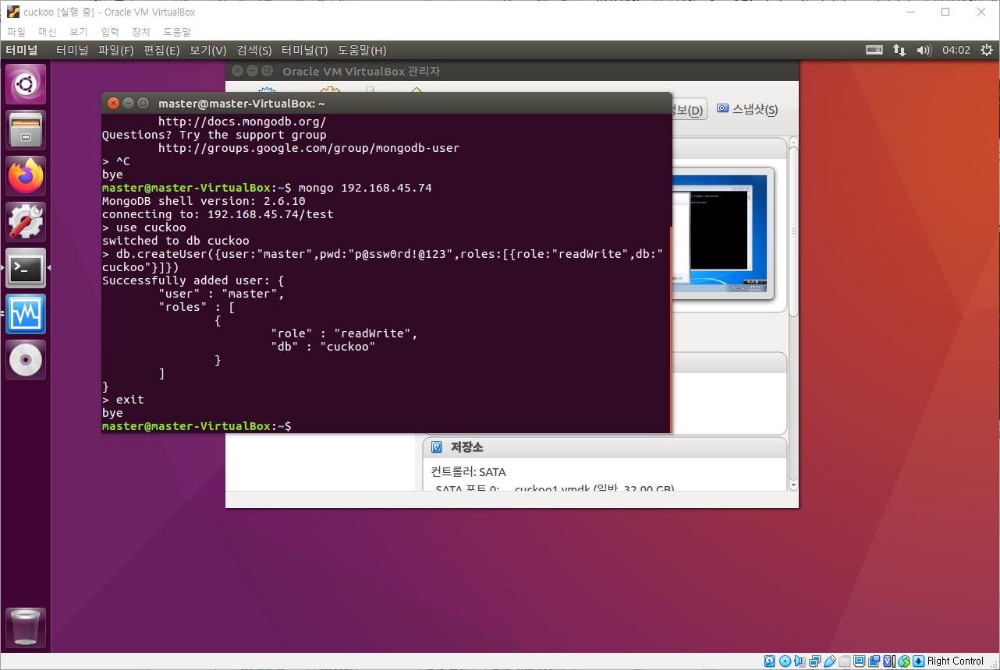 cuckoo [실행 중] - Oracle VM VirtualBox
파일 머신 보기 입력 장치 도움말
터미널 터미널 파일(F) 편집(E) 보기(V) 검색(S) 터미널(T) 도움말(H) 04:02
Oracle VM VirtualBox 관리자
정보(D) 스냅샷(S)
master@master-VirtualBox: ~
http://docs.mongodb.org/
Questions? Try the support group
http://groups.google.com/group/mongodb-user
> ^C
bye
master@master-VirtualBox:~$ mongo 192.168.45.74
MongoDB shell version: 2.6.10
connecting to: 192.168.45.74/test
> use cuckoo
switched to db cuckoo
> db.createUser({user:"master",pwd:"p@ssw0rd!@123",roles:[{role:"readWrite",db:"
cuckoo"}]})
Successfully added user: {
"user" : "master",
"roles" : [
{
"role" : "readWrite",
"db" : "cuckoo"
}
]
}
> exit
bye
master@master-VirtualBox:~$
저장소
컨트롤러: SATA
SATA 포트 0: cuckoo1.vmdk (일반, 32.00 GB)
Right Control